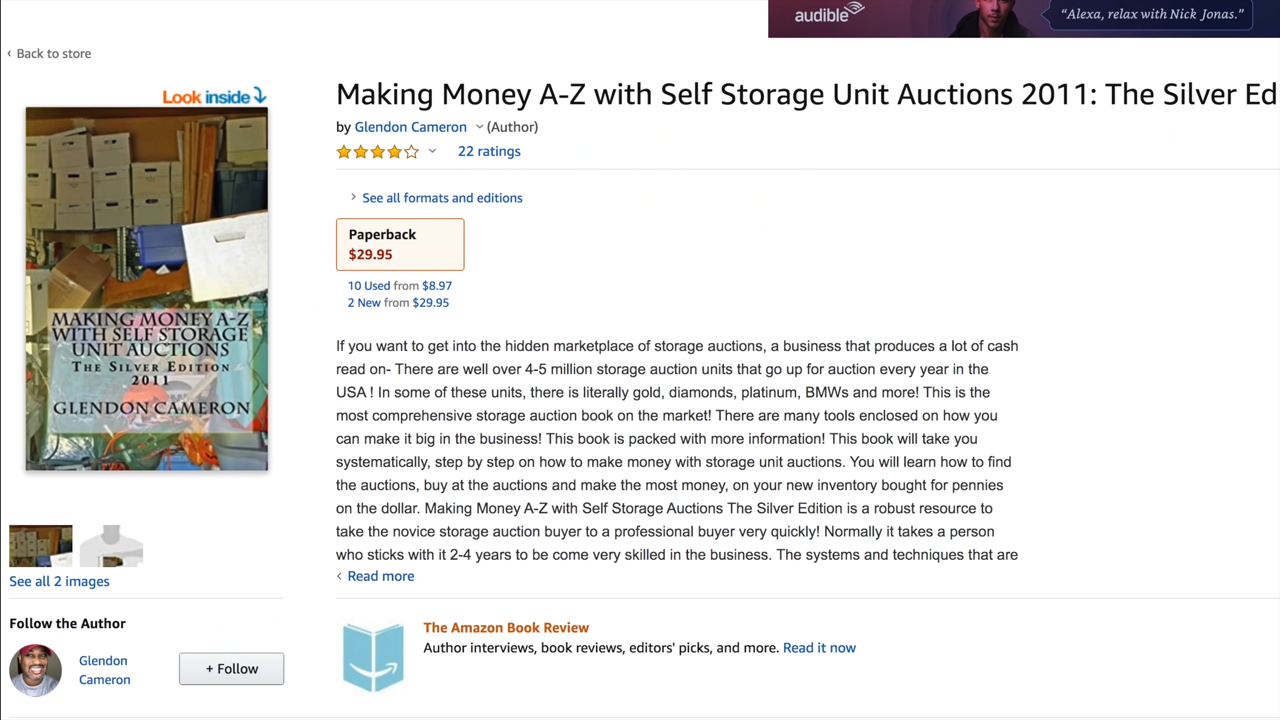 audible
“Alexa, relax with Nick Jonas.”
‹ Back to store
Look inside
Making Money A-Z with Self Storage Unit Auctions 2011: The Silver Ed
by Glendon Cameron (Author)
22 ratings
See all formats and editions
Paperback
$29.95
10 Used from $8.97
2 New from $29.95
MAKING MONEY A-Z
WITH SELF STORAGE
UNIT AUCTIONS
THE SILVER EDITION
2011
GLENDON CAMERON
If you want to get into the hidden marketplace of storage auctions, a business that produces a lot of cash
read on- There are well over 4-5 million storage auction units that go up for auction every year in the
USA ! In some of these units, there is literally gold, diamonds, platinum, BMWs and more! This is the
most comprehensive storage auction book on the market! There are many tools enclosed on how you
can make it big in the business! This book is packed with more information! This book will take you
systematically, step by step on how to make money with storage unit auctions. You will learn how to find
the auctions, buy at the auctions and make the most money, on your new inventory bought for pennies
on the dollar. Making Money A-Z with Self Storage Auctions The Silver Edition is a robust resource to
take the novice storage auction buyer to a professional buyer very quickly! Normally it takes a person
who sticks with it 2-4 years to be come very skilled in the business. The systems and techniques that are
‹ Read more
See all 2 images
Follow the Author
Glendon
Cameron
+ Follow
The Amazon Book Review
Author interviews, book reviews, editors' picks, and more. Read it now